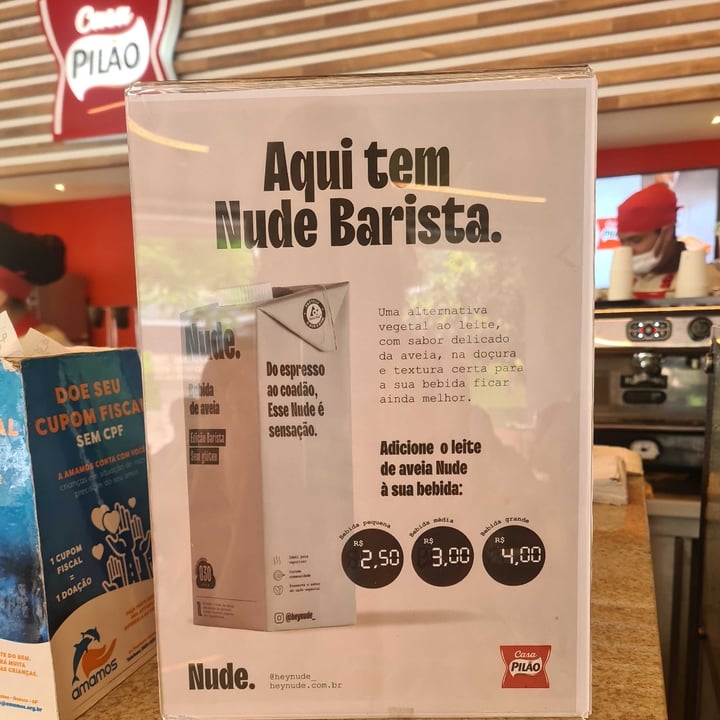 Casa
PILÃO
Aqui tem
Nude Barista.
Nude.
Bebida
de aveia
Edição Barista
Sem glúten
Do espresso
ao coadão,
Esse Nude é
sensação.
@heynude_
Uma alternativa
vegetal ao leite,
com sabor delicado
da aveia, na doçura
e textura certa para
a sua bebida ficar
ainda melhor.
Adicione o leite
de aveia Nude
à sua bebida:
Bebida pequena
R$
2,50
Bebida média
R$
3,00
Bebida grande
R$
4,00
Nude.
@heynude_
heynude.com.br
Casa
PILÃO
DOE SEU
CUPOM FISCAL
SEM CPF
A AMAMOS CONTA COM VOCÊ
1 CUPOM
FISCAL
=
1 DOAÇÃO
amamos